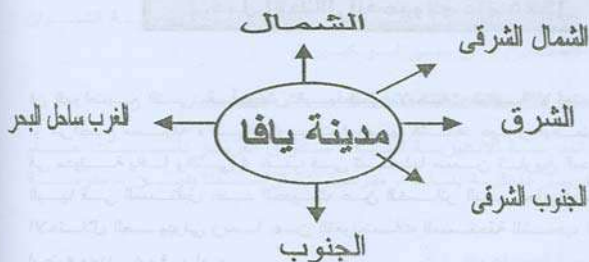 الشمال
الشمال الشرقى
الشرق
مدينة يافا
الغرب ساحل البحر
الجنوب الشرقى
الجنوب